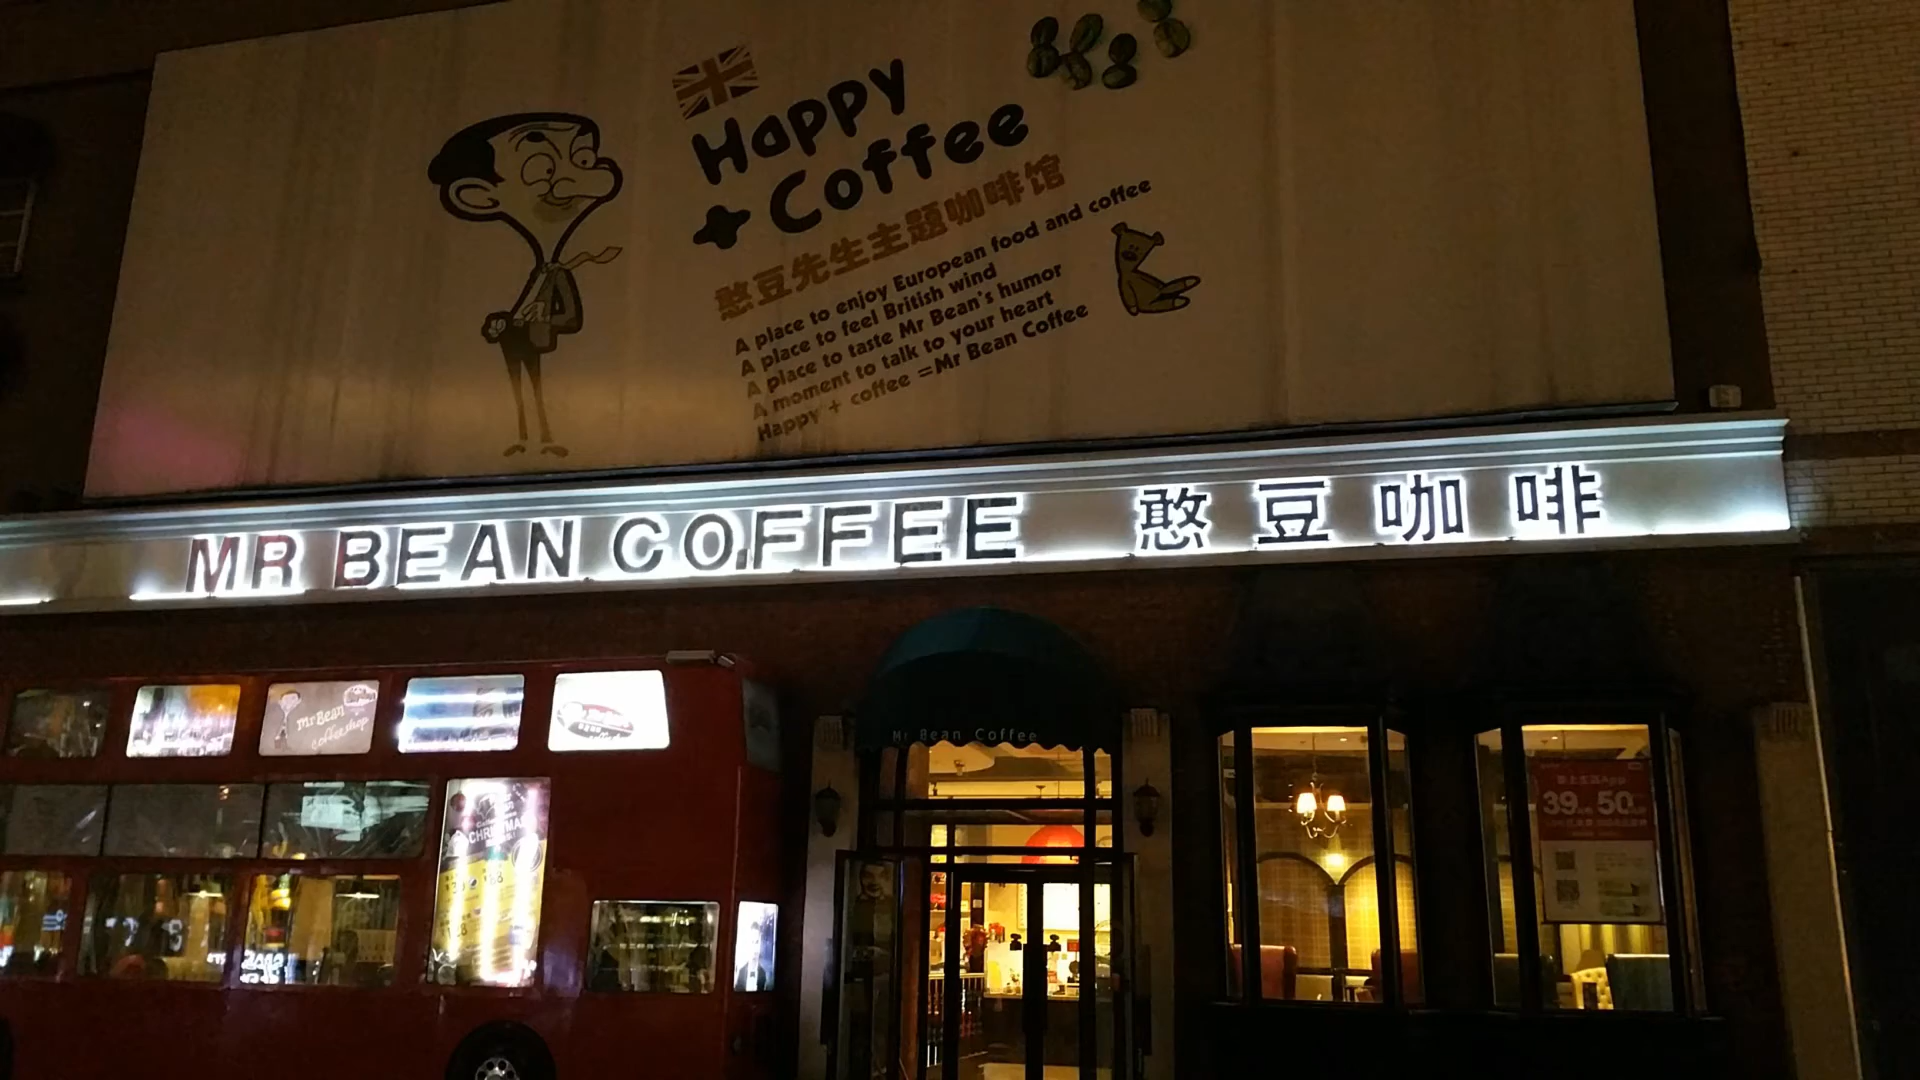 Happy
+ Coffee
憨豆先生主题咖啡馆
A place to enjoy European food and coffee
A place to feel British wind
A place to taste Mr Bean's humor
A moment to talk to your heart
Happy + coffee =Mr Bean Coffee
MR BEAN COFFEE 憨豆咖啡
mr Bean
coffee shop
Mr Bean Coffee
39 50